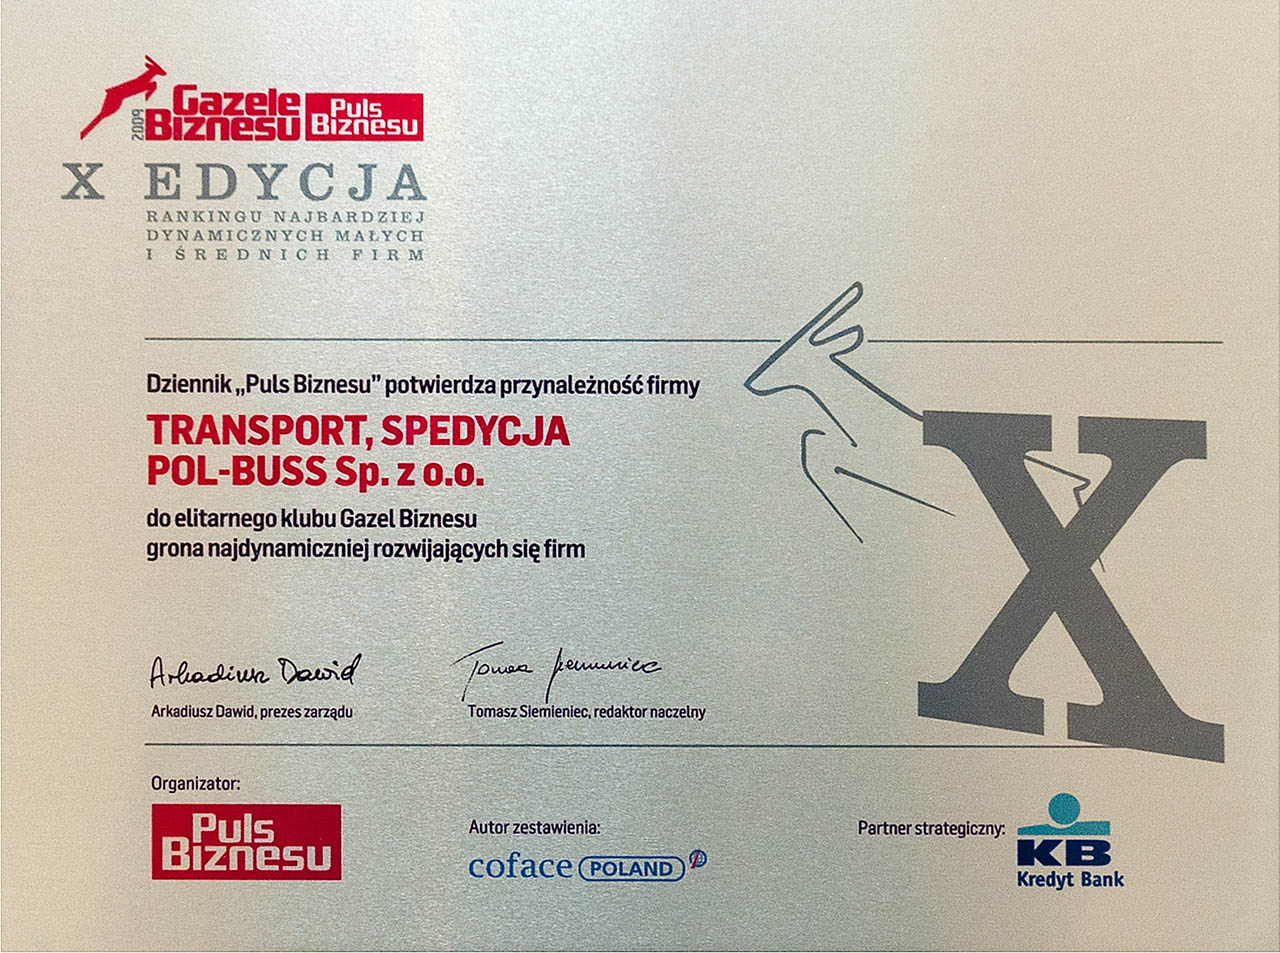 2009
Gazele
Biznesu
Puls
Biznesu
X EDYCJA
RANKINGU NAJBARDZIEJ
DYNAMICZNYCH MAŁYCH
I ŚREDNICH FIRM
Dziennik „Puls Biznesu” potwierdza przynależność firmy
TRANSPORT, SPEDYCJA
POL-BUSS Sp. z o.o.
do elitarnego klubu Gazel Biznesu
grona najdynamiczniej rozwijających się firm
X
Arkadiusz Dawid
Tomasz Siemieniec
Arkadiusz Dawid, prezes zarządu
Tomasz Siemieniec, redaktor naczelny
Organizator:
Puls
Biznesu
Autor zestawienia:
coface POLAND
Partner strategiczny:
KB
Kredyt Bank